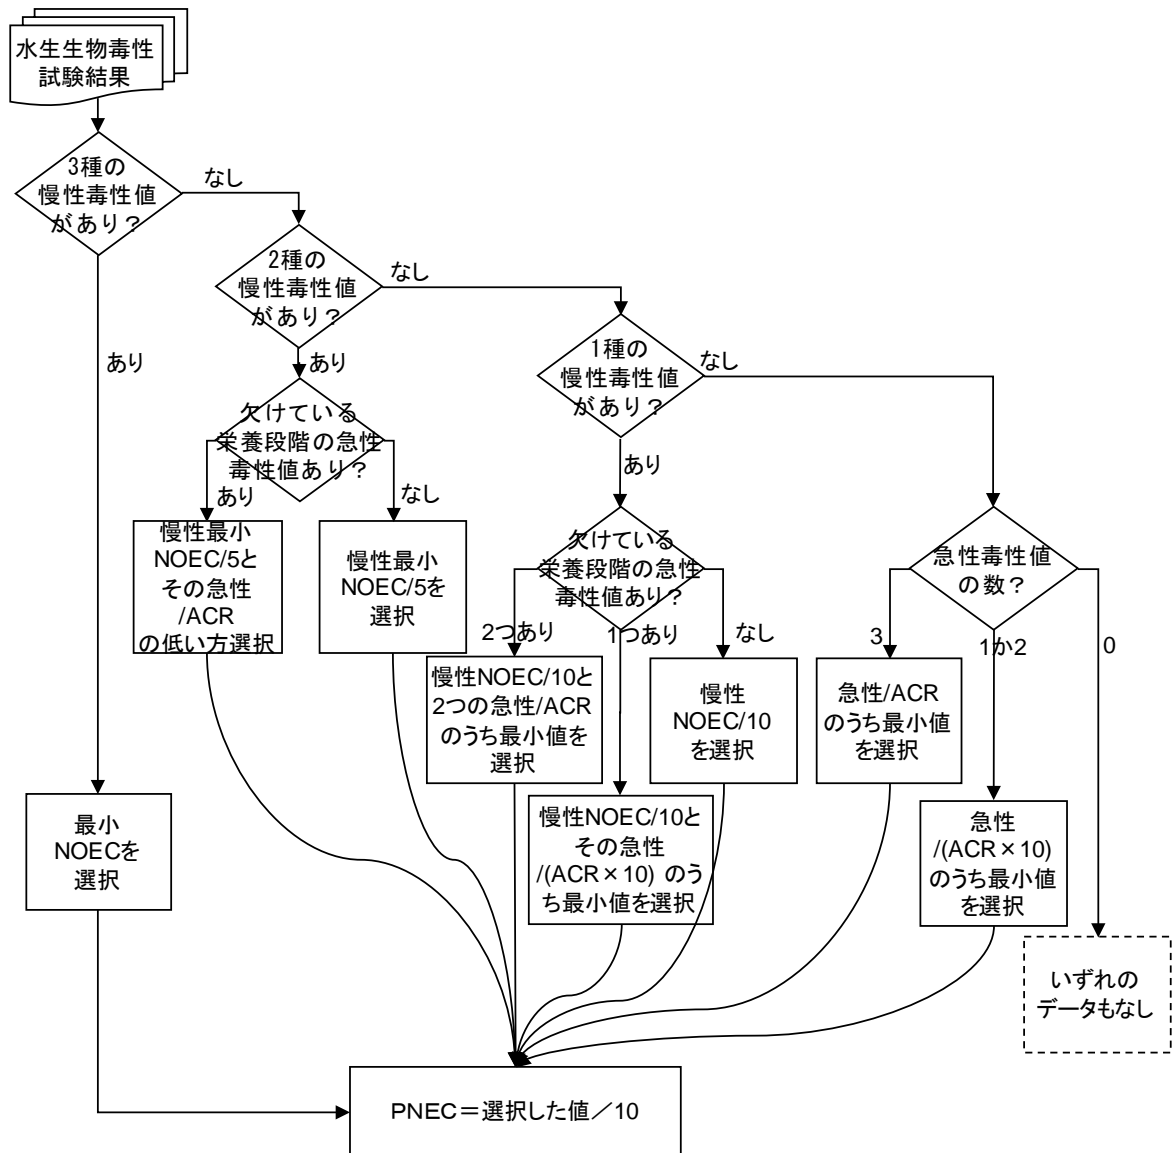 水生生物毒性
試験結果
3種の
慢性毒性値
があり？
なし
あり
2種の
慢性毒性値
があり？
なし
あり
1種の
慢性毒性値
があり？
なし
あり
欠けている
栄養段階の急性
毒性値あり？
あり
なし
慢性最小
NOEC/5と
その急性
/ACR
の低い方選択
慢性最小
NOEC/5を
選択
欠けている
栄養段階の急性
毒性値あり？
2つあり
1つあり
なし
急性毒性値
の数？
3
1か2
0
慢性NOEC/10と
2つの急性/ACR
のうち最小値を
選択
慢性
NOEC/10
を選択
急性/ACR
のうち最小値
を選択
最小
NOECを
選択
慢性NOEC/10と
その急性
/(ACR×10) のう
ち最小値を選択
急性
/(ACR×10)
のうち最小値
を選択
いずれの
データもなし
PNEC＝選択した値／10